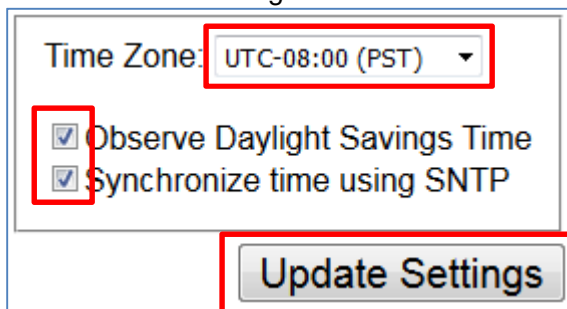 Time Zone: UTC-08:00 (PST)
Observe Daylight Savings Time
Synchronize time using SNTP
Update Settings